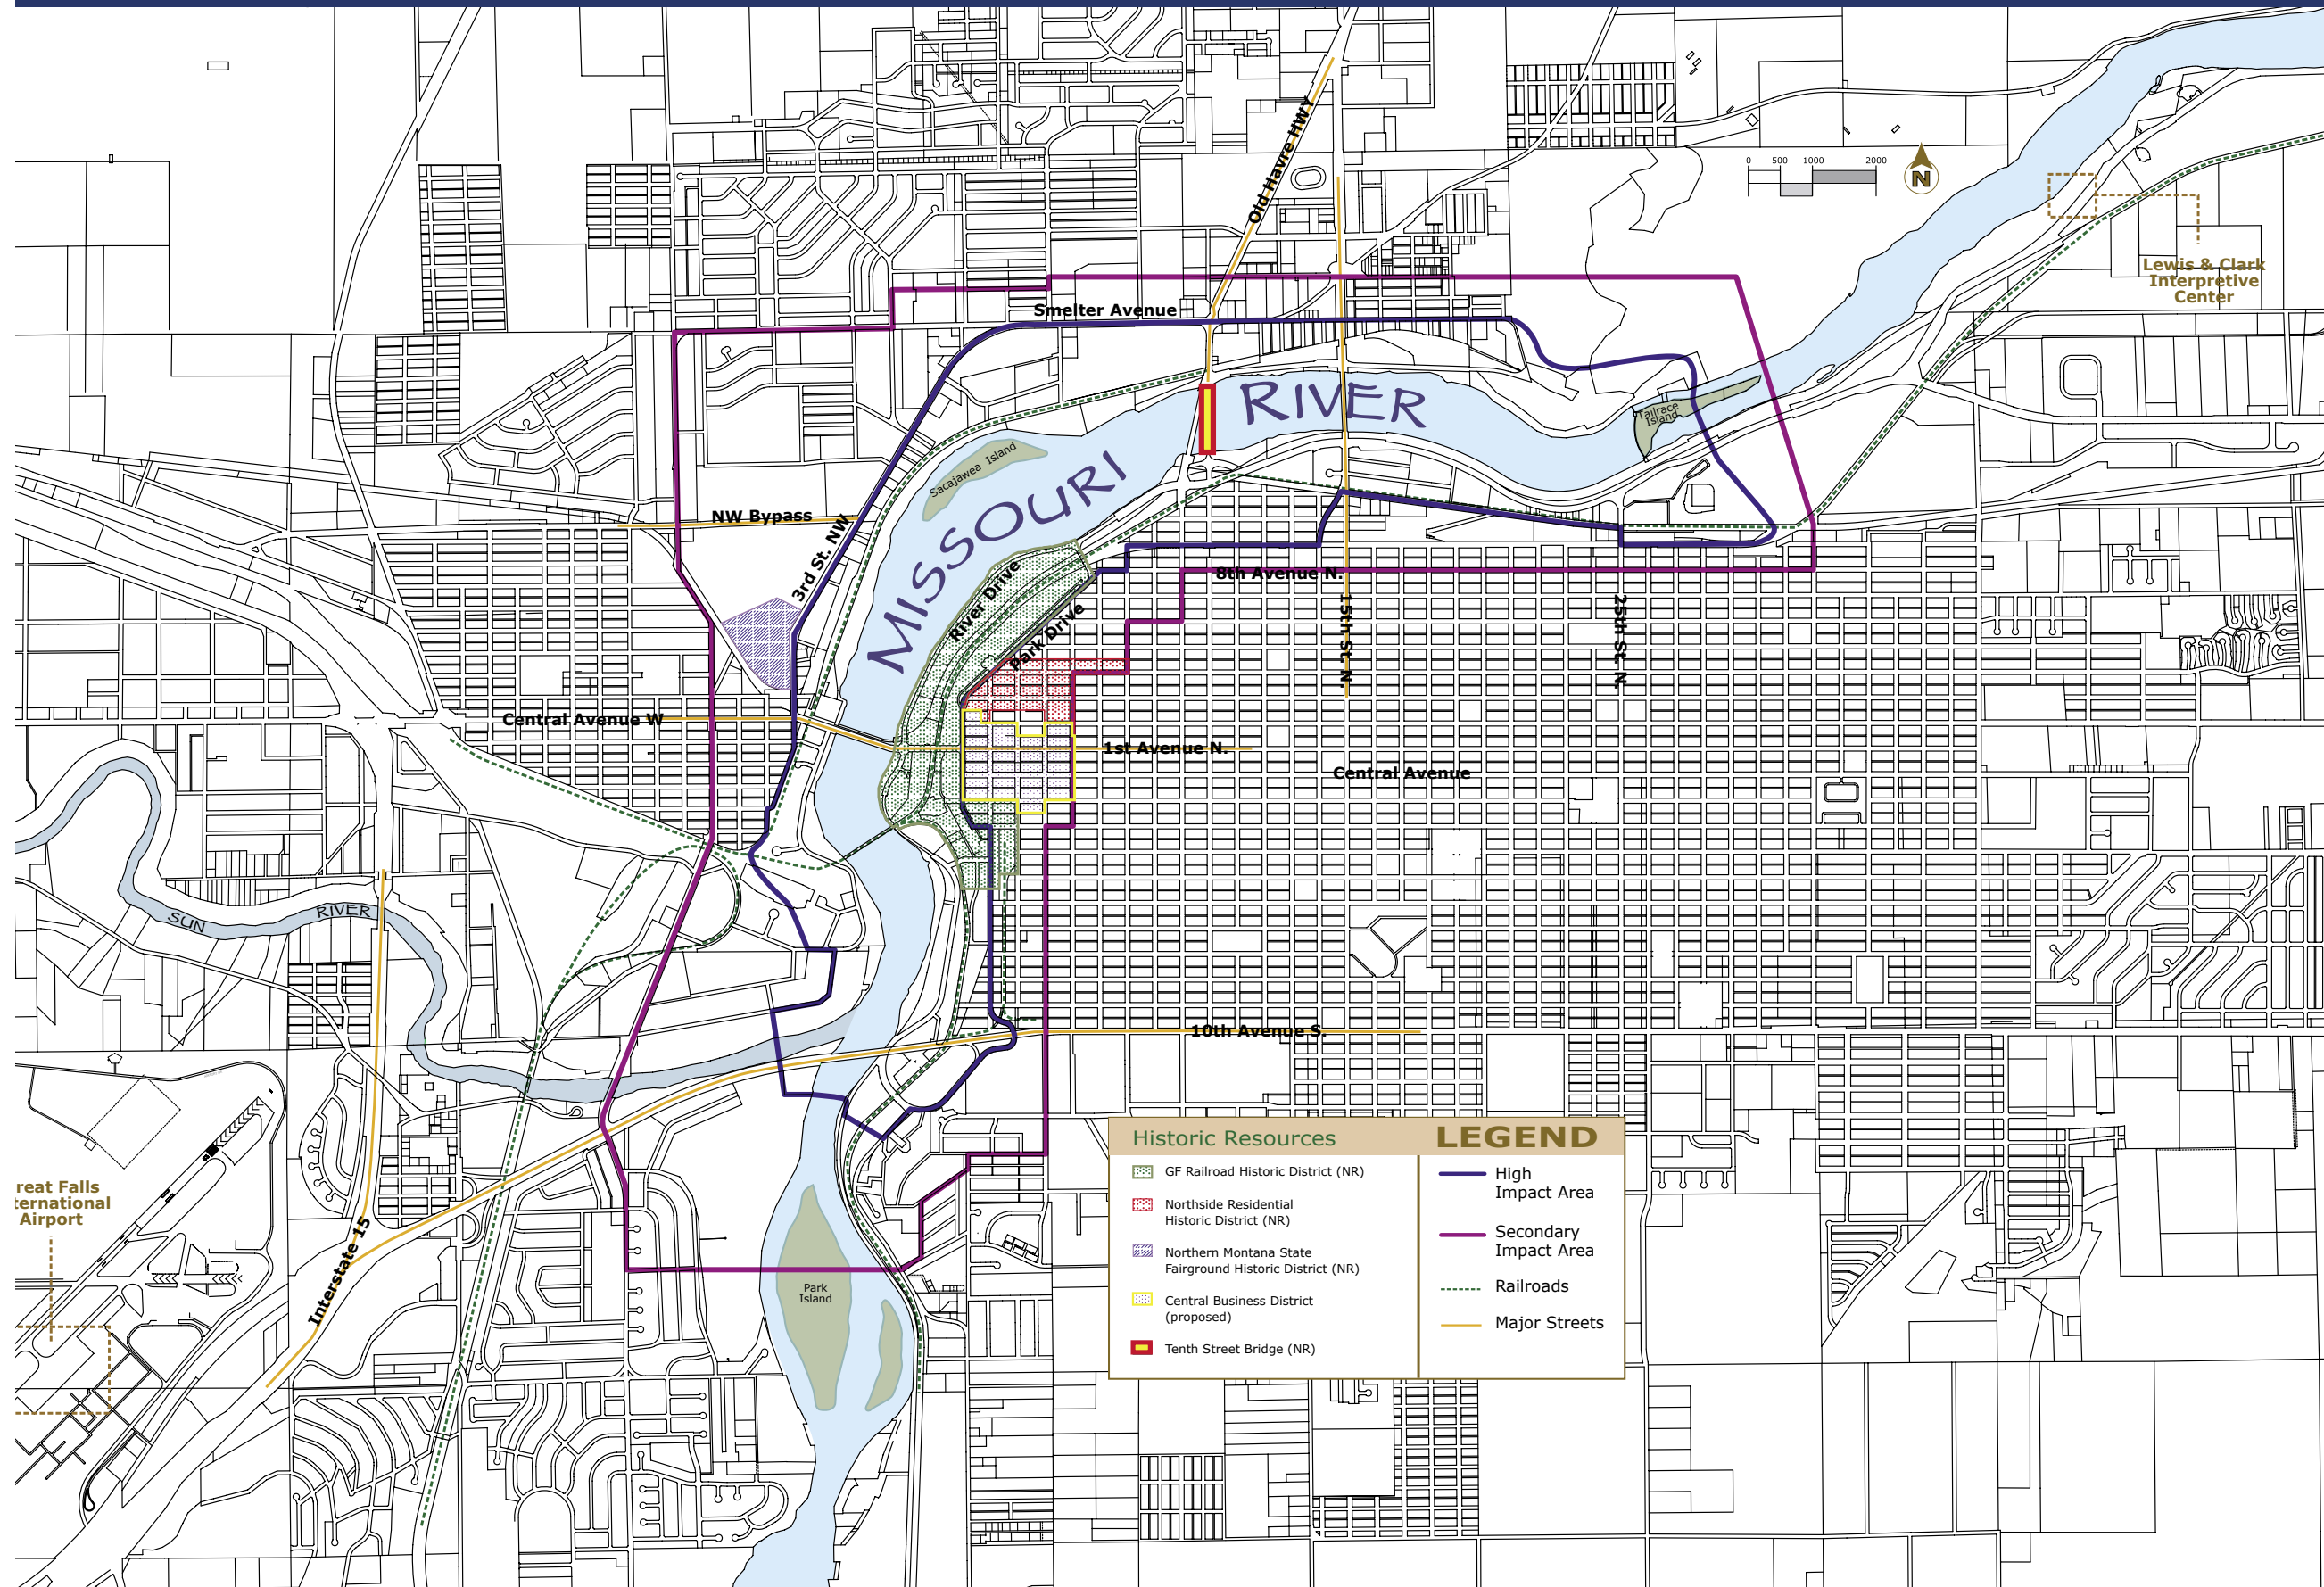 Old Havre HWY
0 500 1000 2000
N
Lewis & Clark
Interpretive
Center
Smelter Avenue
RIVER
Tailrace
Island
Sacajawea Island
MISSOURI
NW Bypass
3rd St. NW
River Drive
Park Drive
8th Avenue N.
15th St. N.
25th St. N.
Central Avenue W
1st Avenue N.
Central Avenue
SUN
RIVER
10th Avenue S.
reat Falls
ternational
Airport
Interstate 15
Park
Island
Historic Resources
LEGEND
GF Railroad Historic District (NR)
Northside Residential
Historic District (NR)
Northern Montana State
Fairground Historic District (NR)
Central Business District
(proposed)
Tenth Street Bridge (NR)
High
Impact Area
Secondary
Impact Area
Railroads
Major Streets